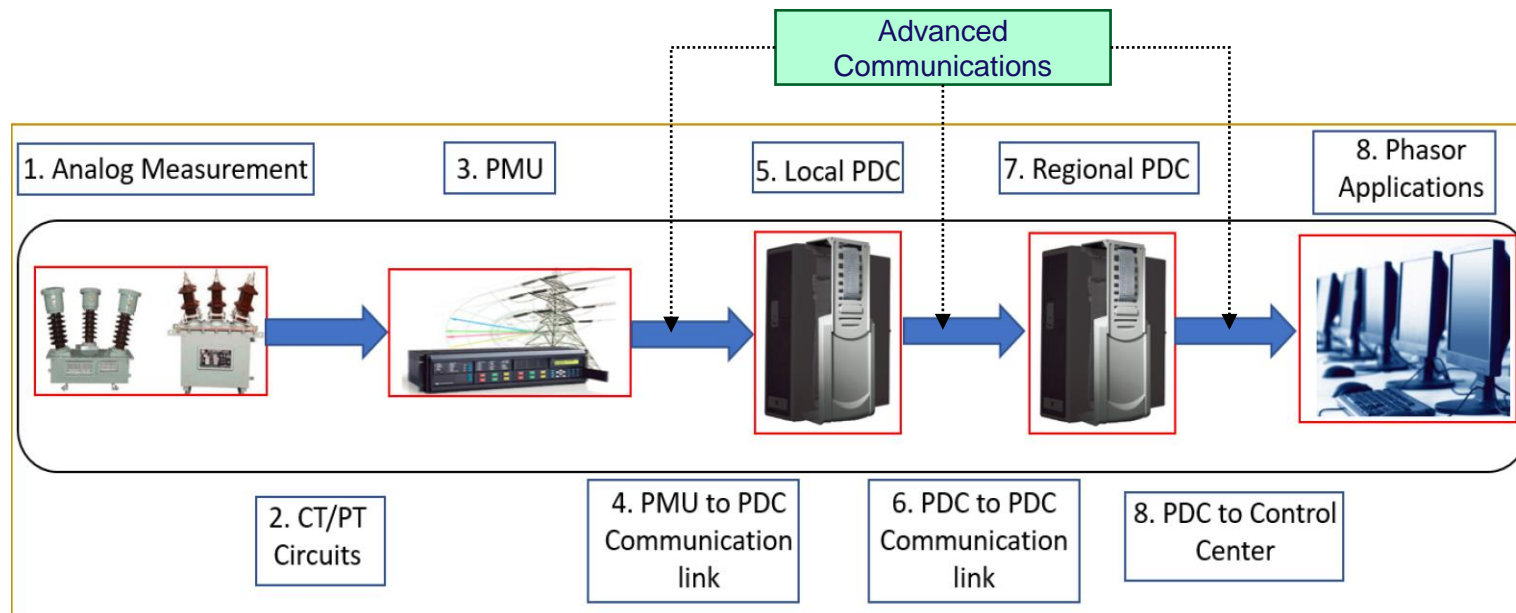 Advanced
Communications
1. Analog Measurement
3. PMU
5. Local PDC
7. Regional PDC
8. Phasor
Applications
2. CT/PT
Circuits
4. PMU to PDC
Communication
link
6. PDC to PDC
Communication
link
8. PDC to Control
Center